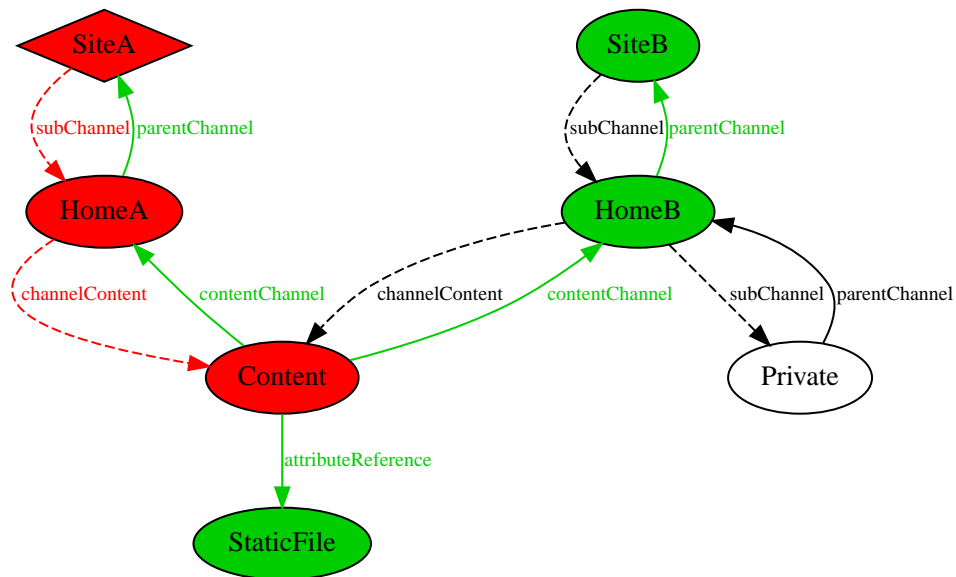 SiteA
SiteB
subChannel
parentChannel
subChannel
parentChannel
HomeA
HomeB
channelContent
contentChannel
channelContent
contentChannel
subChannel
parentChannel
Content
Private
attributeReference
StaticFile